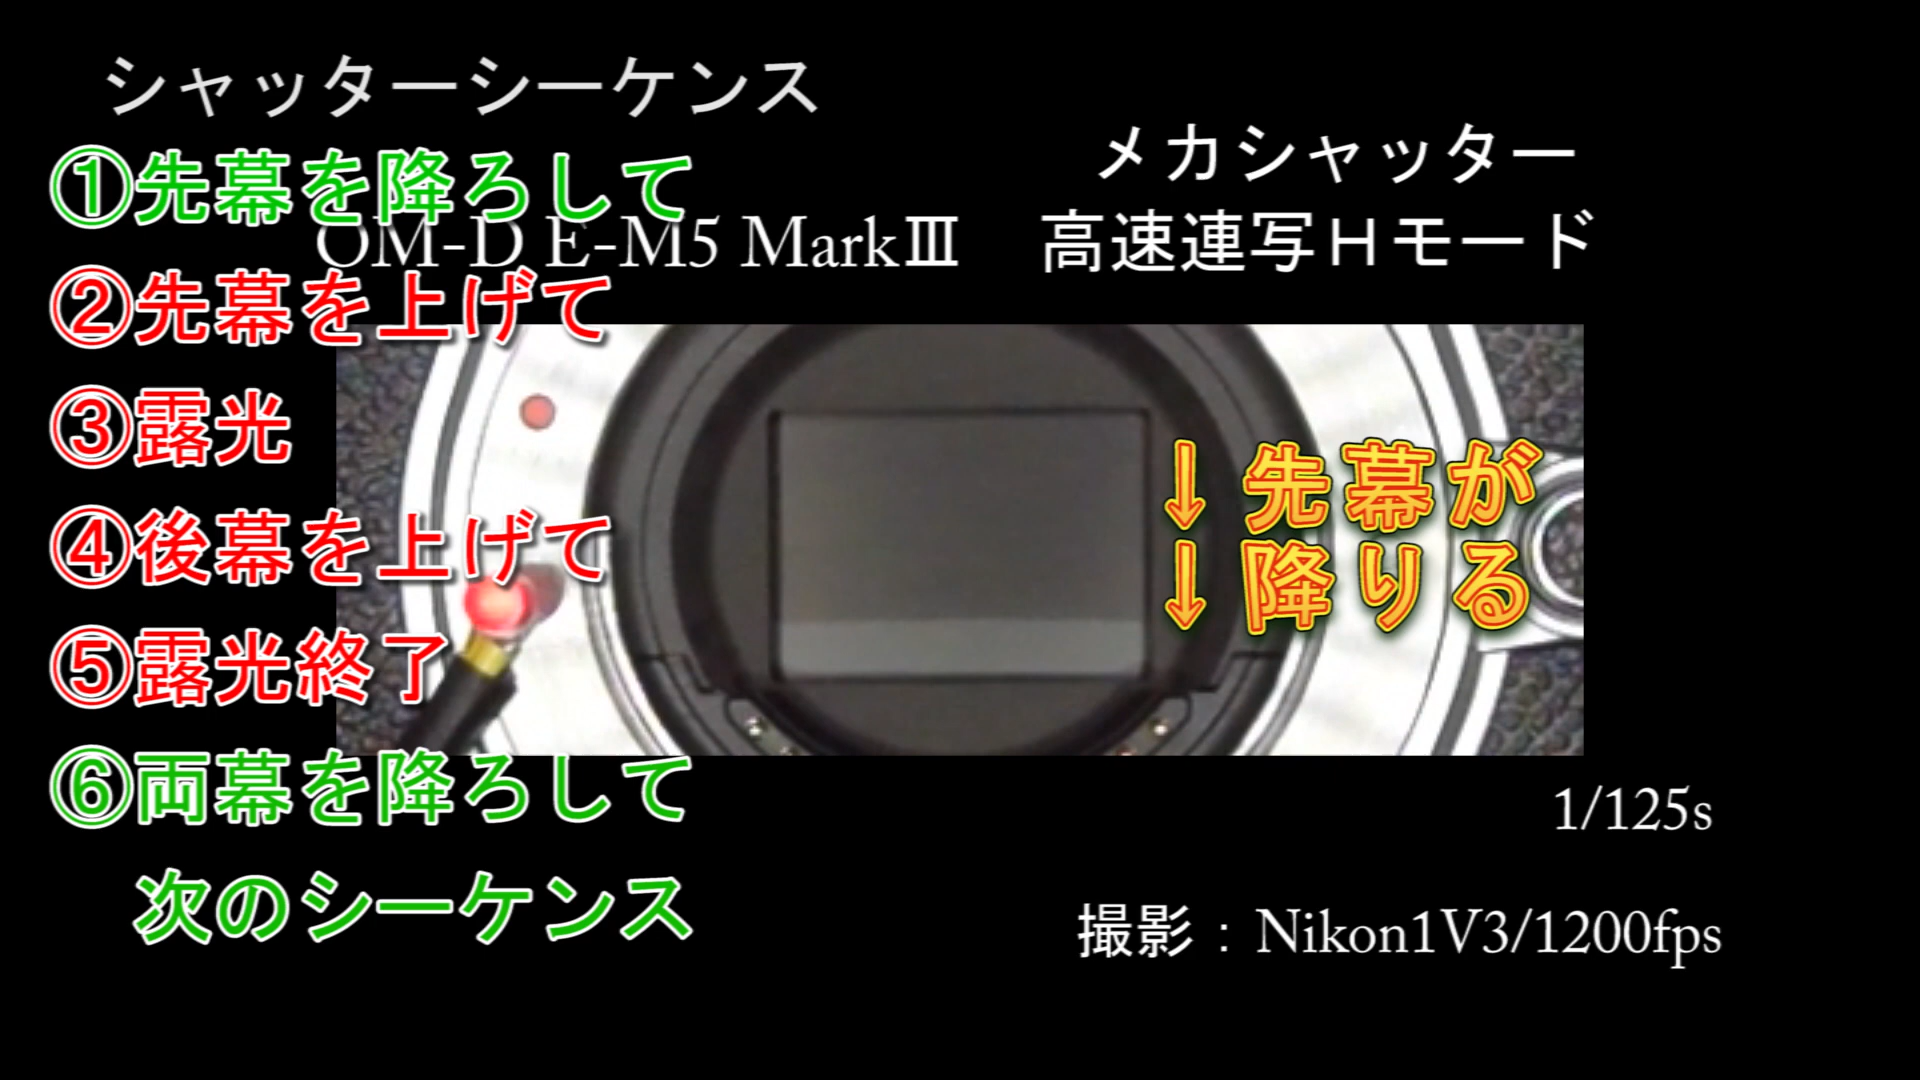 シャッターシーケンス
①先幕を降ろして
②先幕を上げて
③露光
④後幕を上げて
⑤露光終了
⑥両幕を降ろして
次のシーケンス
メカシャッター
OM-D E-M5 MarkⅢ 高速連写Hモード
↓先幕が
↓降りる
1/125s
撮影：Nikon1V3/1200fps